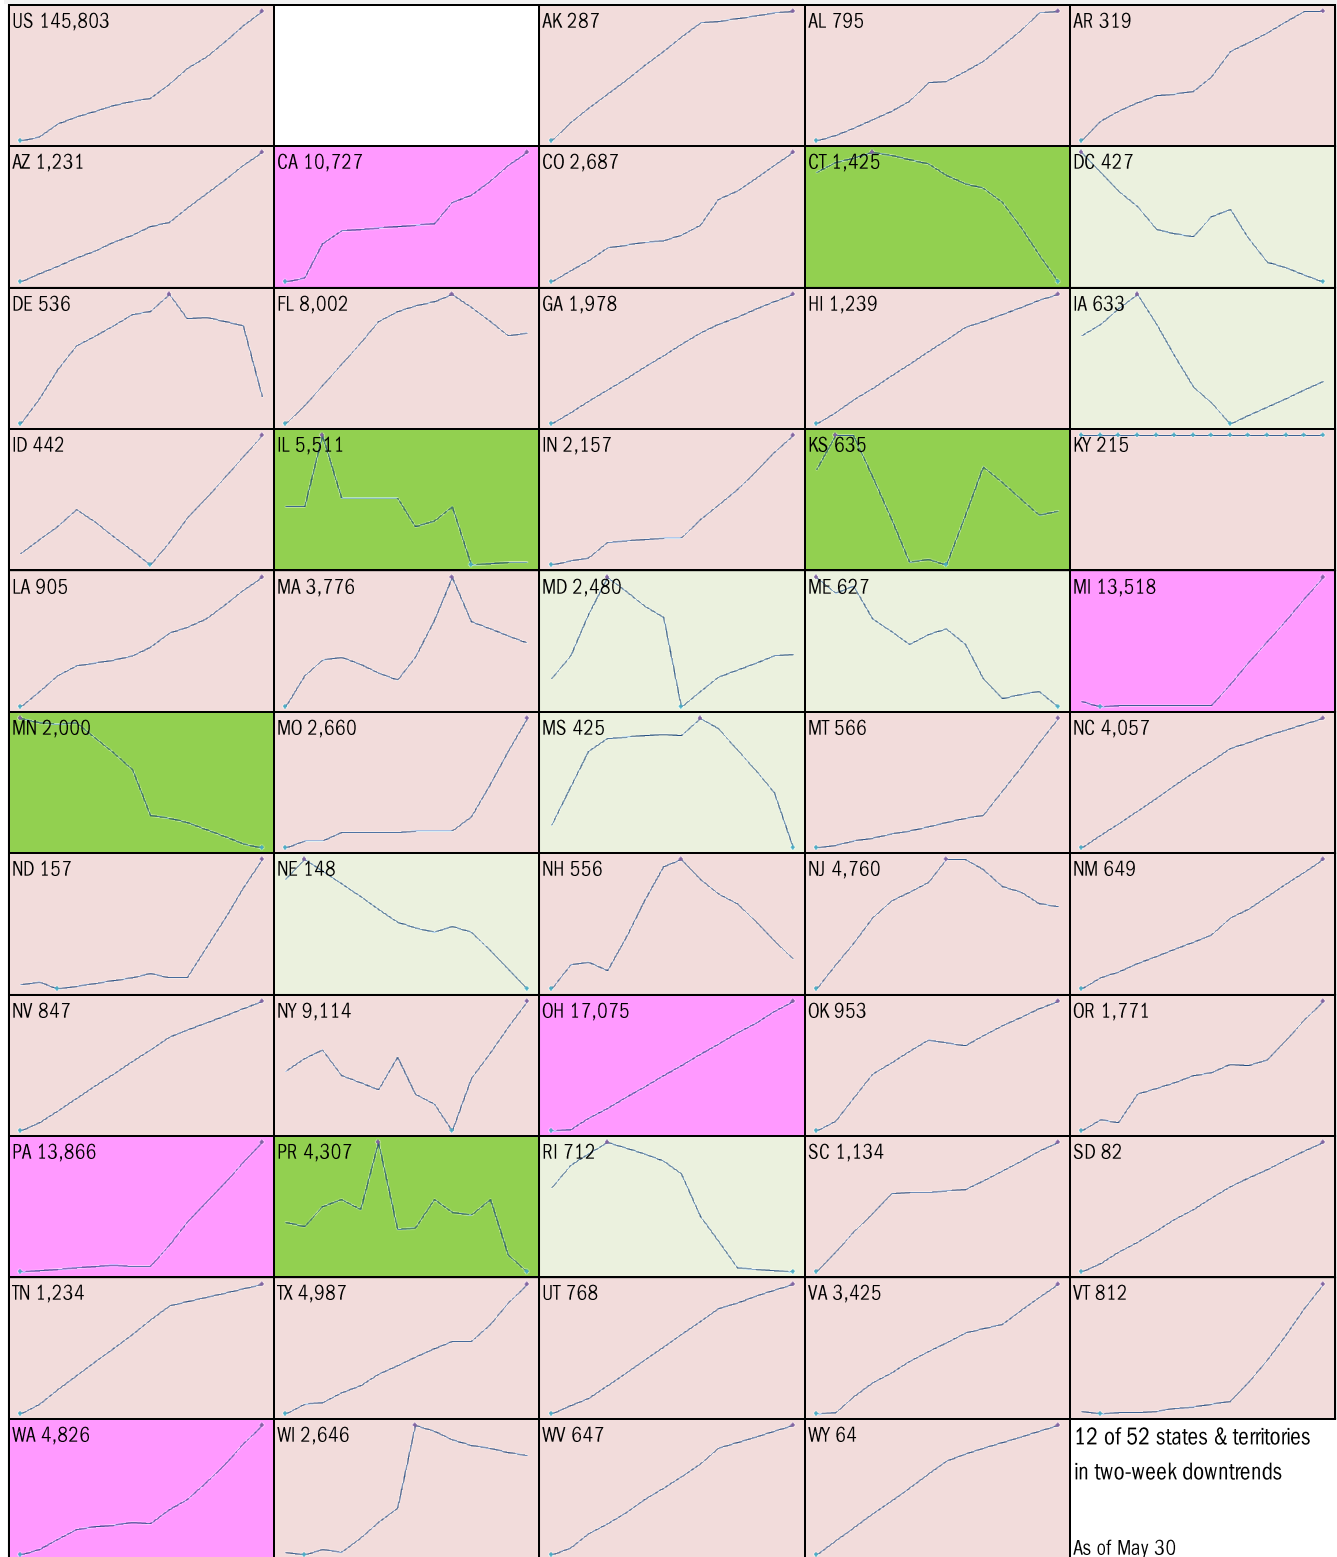 US 145,803
AK 287
AL 795
AR 319
AZ 1,231
CA 10,727
CO 2,687
CT 1,425
DC 427
DE 536
FL 8,002
GA 1,978
HI 1,239
IA 633
ID 442
IL 5,511
IN 2,157
KS 635
KY 215
LA 905
MA 3,776
MD 2,480
ME 627
MI 13,518
MN 2,000
MO 2,660
MS 425
MT 566
NC 4,057
ND 157
NE 148
NH 556
NJ 4,760
NM 649
NV 847
NY 9,114
OH 17,075
OK 953
OR 1,771
PA 13,866
PR 4,307
RI 712
SC 1,134
SD 82
TN 1,234
TX 4,987
UT 768
VA 3,425
VT 812
WA 4,826
WI 2,646
WV 647
WY 64
12 of 52 states & territories
in two-week downtrends
As of May 30